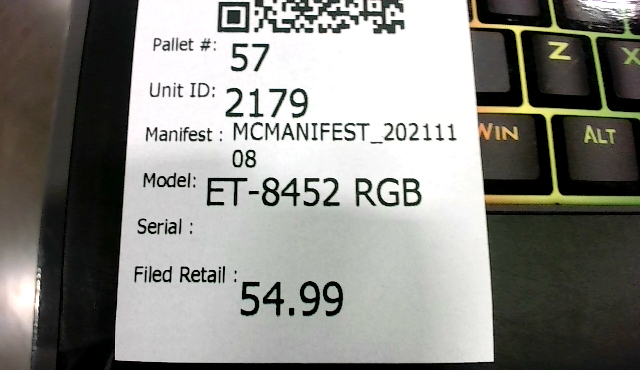 Pallet #: 57
Unit ID: 2179
Manifest : MCMANIFEST_202111
08
Model: ET-8452 RGB
Serial :
Filed Retail : 54.99
Z
X
WIN
ALT